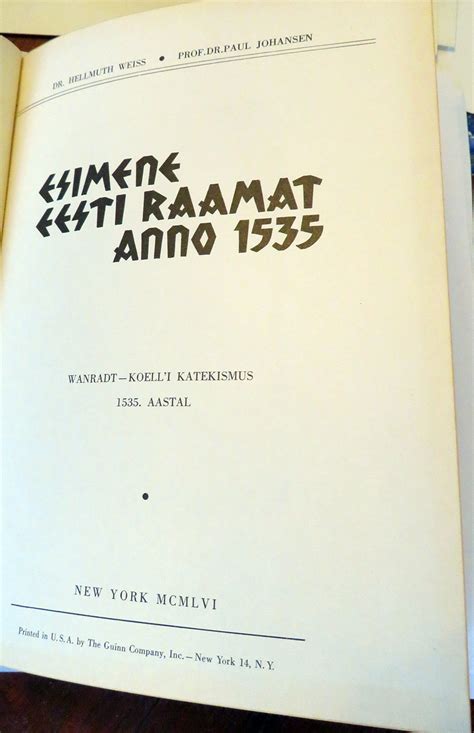 DR. HELLMUTH WEISS • PROF. DR. PAUL JOHANSEN
ESIMENE
EESTI RAAMAT
ANNO 1535
WANRADT—KOELL'I KATEKISMUS
1535. AASTAL
NEW YORK MCMLVI
Printed in U.S.A. by The Guinn Company, Inc.—New York 14, N.Y.